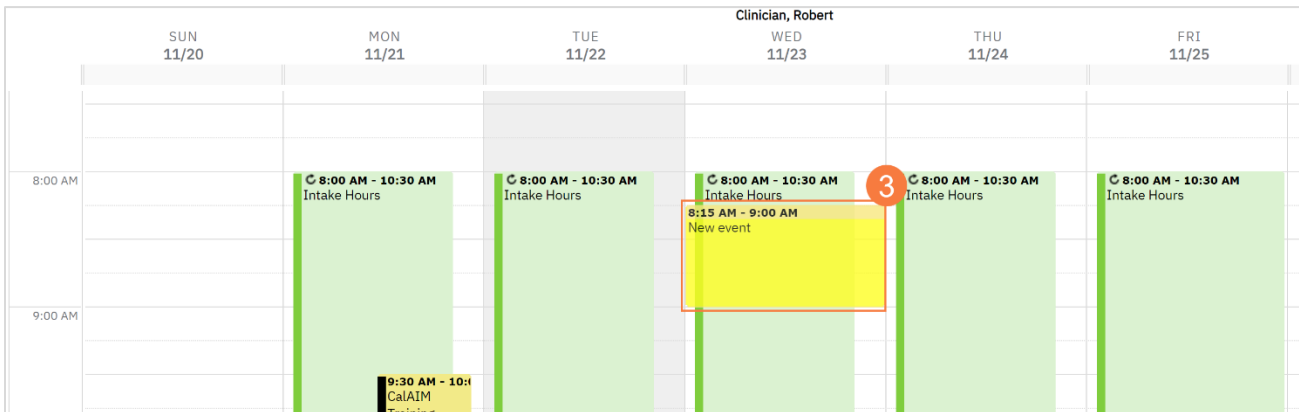 Clinician, Robert
SUN MON TUE WED THU FRI
11/20 11/21 11/22 11/23 11/24 11/25
8:00 AM
8:00 AM - 10:30 AM
Intake Hours
8:00 AM - 10:30 AM
Intake Hours
8:00 AM - 10:30 AM
Intake Hours
3
8:15 AM - 9:00 AM
New event
8:00 AM - 10:30 AM
Intake Hours
8:00 AM - 10:30 AM
Intake Hours
9:00 AM
9:30 AM - 10:
CalAIM
Training